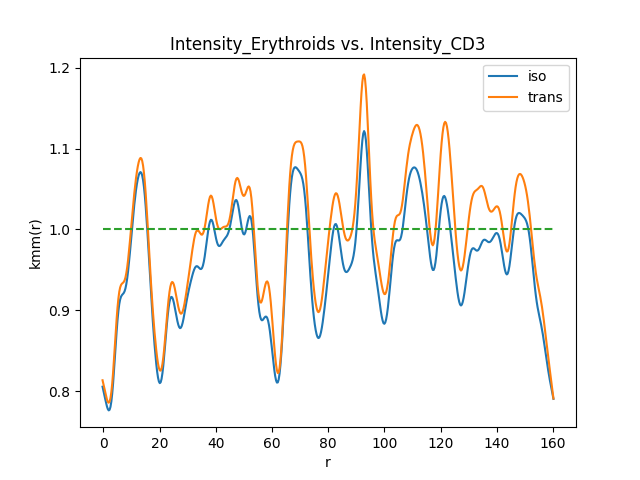 Intensity_Erythroids vs. Intensity_CD3
iso
trans
kmm(r)
1.2
1.1
1.0
0.9
0.8
0 20 40 60 80 100 120 140 160
r